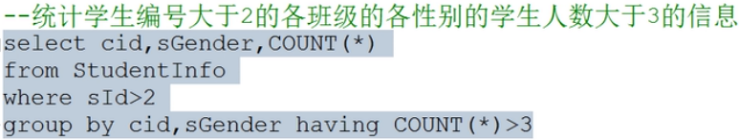 --统计学生编号大于2的各班级的各性别的学生人数大于3的信息
select cid,sGender,COUNT(*)
from StudentInfo
where sId>2
group by cid,sGender having COUNT(*)>3